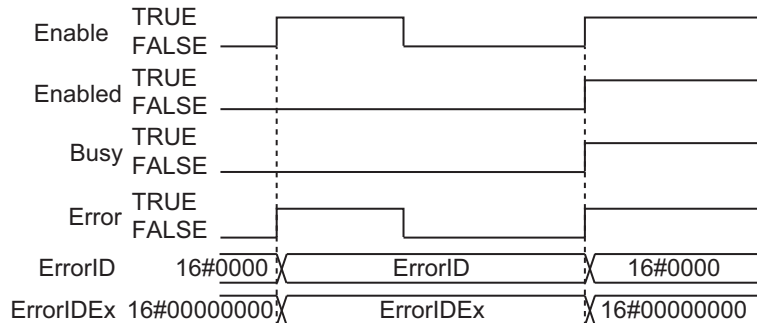 Enable TRUE
FALSE
Enabled TRUE
FALSE
Busy TRUE
FALSE
Error TRUE
FALSE
ErrorID 16#0000 ErrorID 16#0000
ErrorIDEx 16#00000000 ErrorIDEx 16#00000000